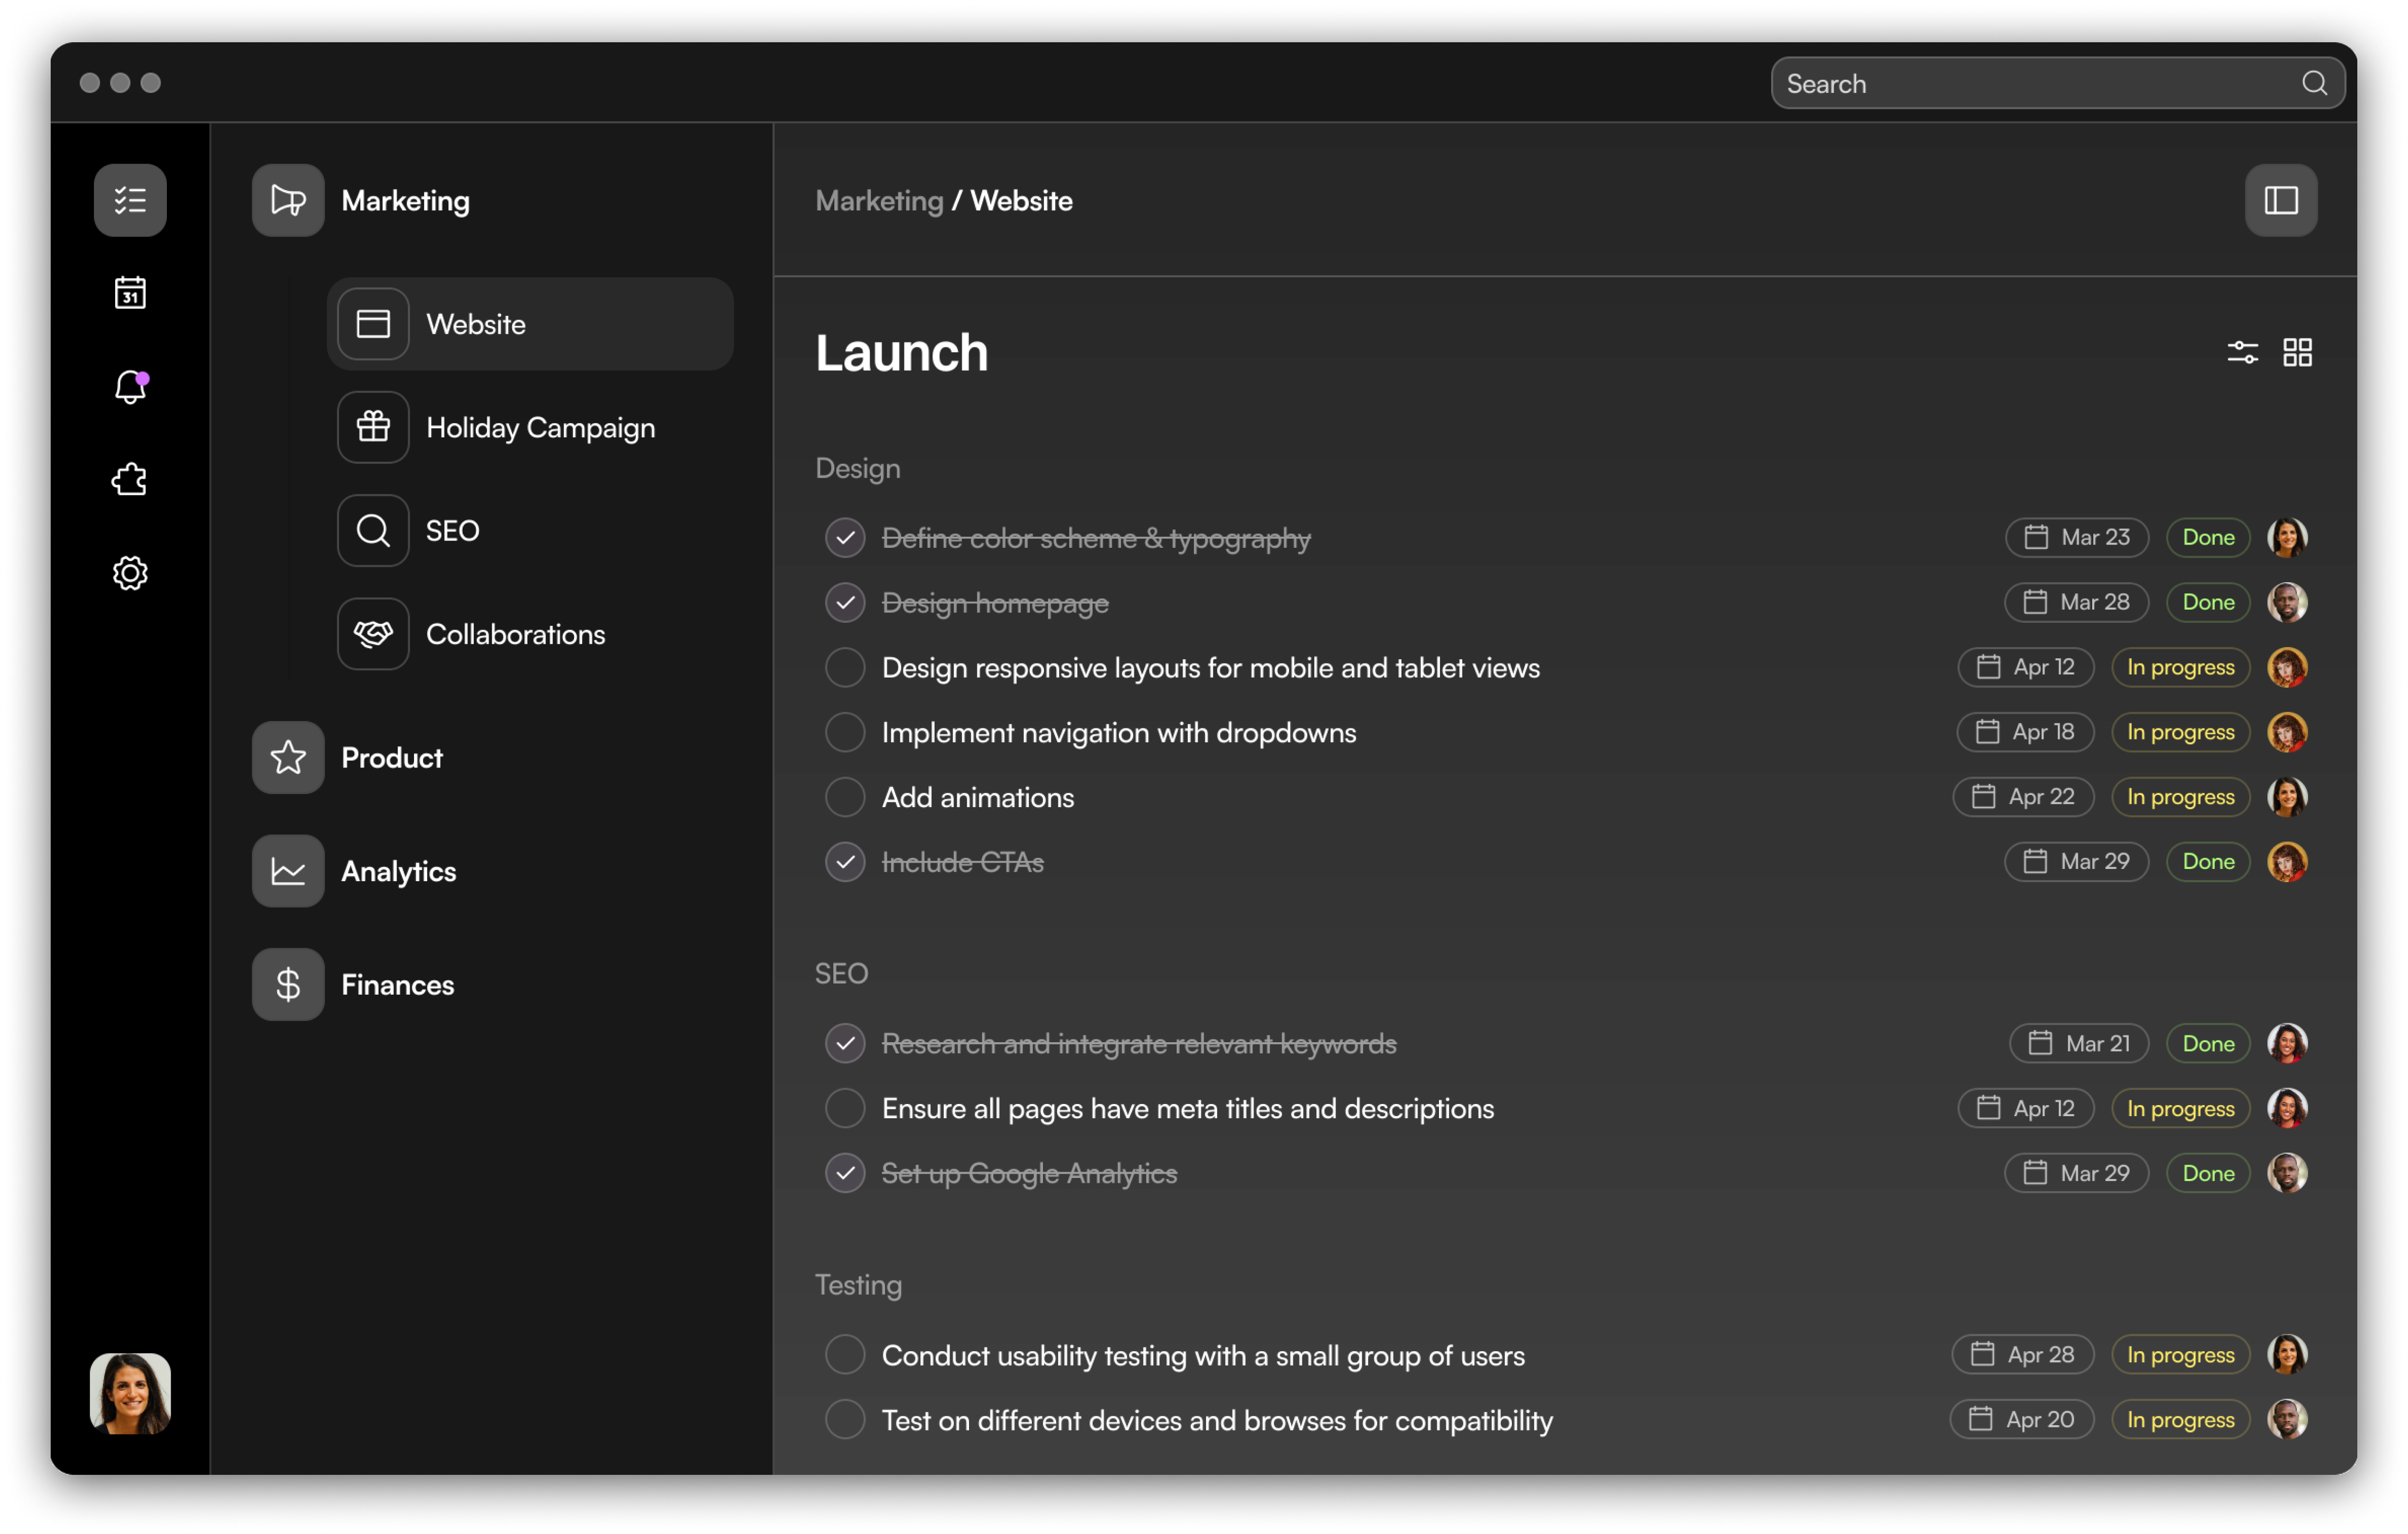 Search
31
Marketing
Website
Holiday Campaign
SEO
Collaborations
Product
Analytics
Finances
Marketing / Website
Launch
Design
Define color scheme & typography Mar 23 Done
Design homepage Mar 28 Done
Design responsive layouts for mobile and tablet views Apr 12 In progress
Implement navigation with dropdowns Apr 18 In progress
Add animations Apr 22 In progress
Include CTAs Mar 29 Done
SEO
Research and integrate relevant keywords Mar 21 Done
Ensure all pages have meta titles and descriptions Apr 12 In progress
Set up Google Analytics Mar 29 Done
Testing
Conduct usability testing with a small group of users Apr 28 In progress
Test on different devices and browses for compatibility Apr 20 In progress